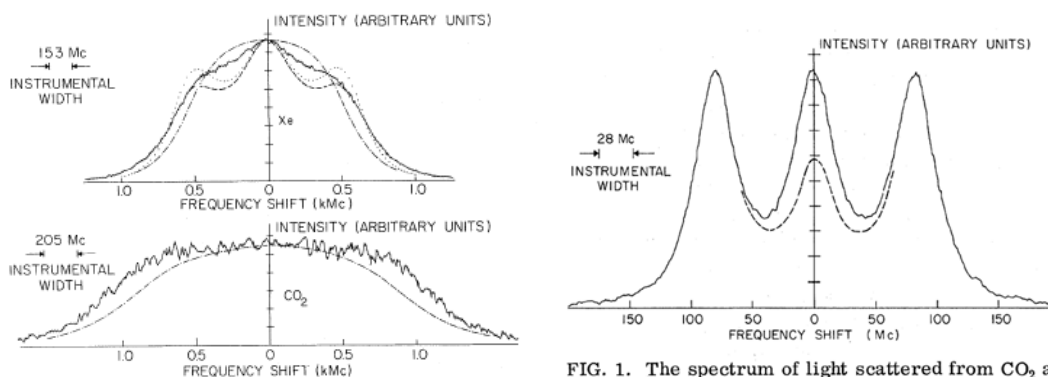 INTENSITY (ARBITRARY UNITS)
153 Mc
INSTRUMENTAL
WIDTH
Xe
1.0 0.5 0 0.5 1.0
FREQUENCY SHIFT (kMc)
INTENSITY (ARBITRARY UNITS)
205 Mc
INSTRUMENTAL
WIDTH
CO₂
1.0 0.5 0 0.5 1.0
FREQUENCY SHIFT (kMc)
INTENSITY (ARBITRARY UNITS)
28 Mc
INSTRUMENTAL
WIDTH
150 100 50 0 50 100 150
FREQUENCY SHIFT (Mc)
FIG. 1. The spectrum of light scattered from CO₂ a